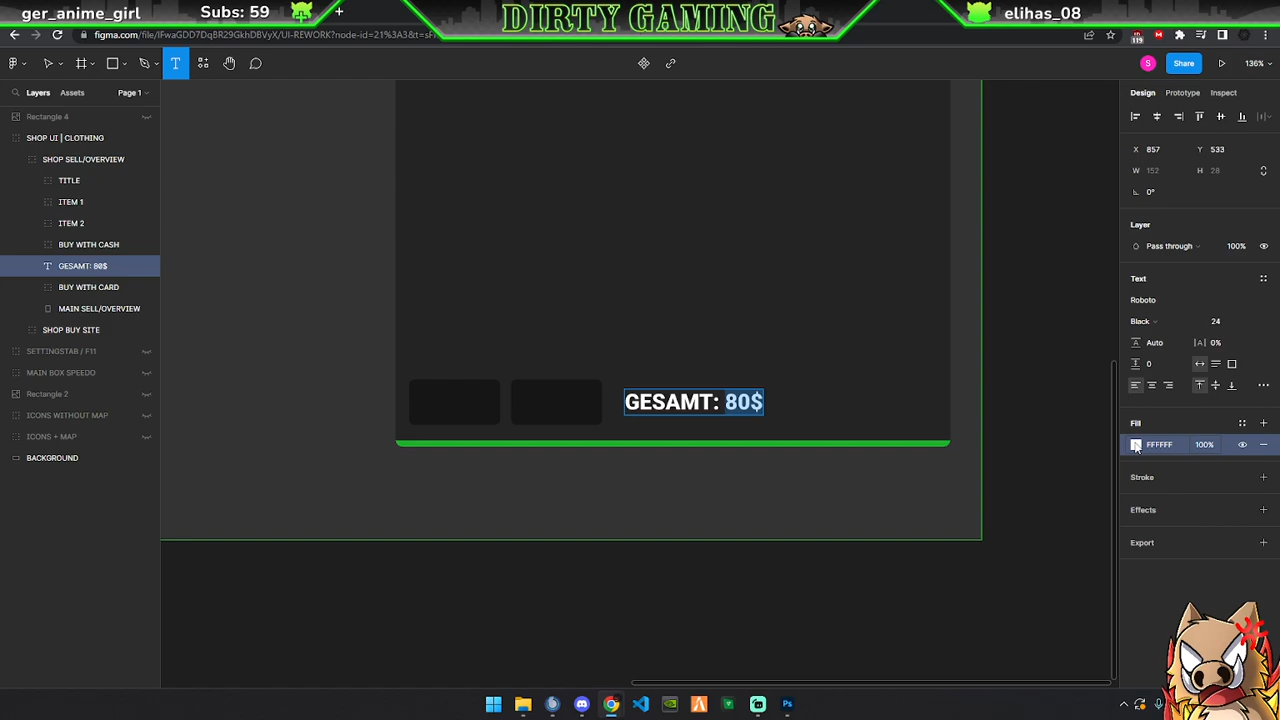 ger_anime_girl
Subs: 59
+
DIRTY GAMING
elihas_08
figma.com/file/IFwaGDD7DqBR29GkhDBVyX/UI-REWORK?node-id=21%3A3&t=sF
119
T
S
Share
136%
Layers
Assets
Page 1
Rectangle 4
SHOP UI | CLOTHING
SHOP SELL/OVERVIEW
TITLE
ITEM 1
ITEM 2
BUY WITH CASH
T GESAMT: 80$
BUY WITH CARD
MAIN SELL/OVERVIEW
SHOP BUY SITE
SETTINGSTAB / F11
MAIN BOX SPEEDO
Rectangle 2
ICONS WITHOUT MAP
ICONS + MAP
BACKGROUND
GESAMT: 80$
Design
Prototype
Inspect
X 857
Y 533
W 152
H 28
0°
Layer
Pass through
100%
Text
Roboto
Black
24
A Auto
|A| 0%
0
Fill
FFFFFF
100%
Stroke
Effects
Export
Ps